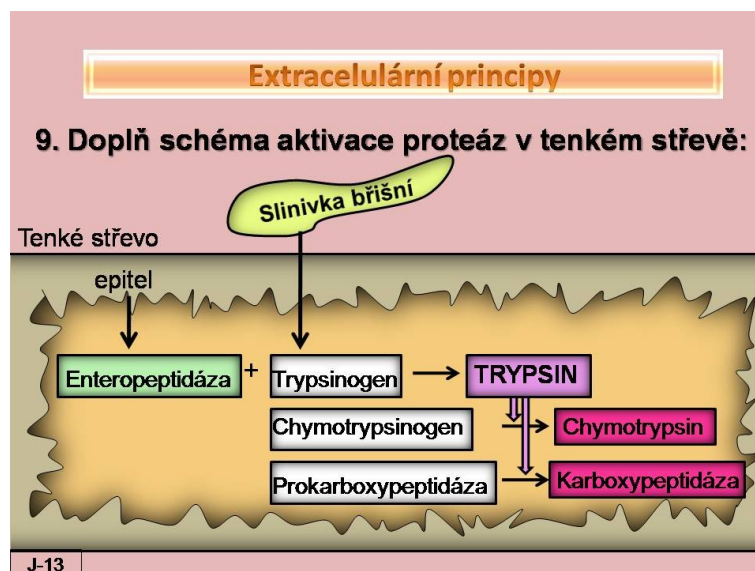 Extracelulární principy
9. Doplň schéma aktivace proteáz v tenkém střevě:
Slinivka břišní
Tenké střevo
epitel
Enteropeptidáza + Trypsinogen TRYPSIN
Chymotrypsinogen Chymotrypsin
Prokarboxypeptidáza Karboxypeptidáza
J-13